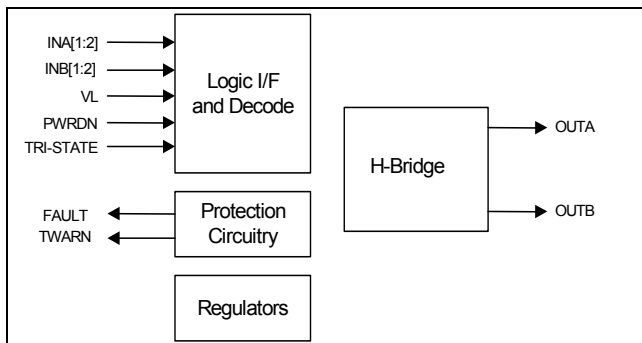 INA[1:2]
INB[1:2]
VL
PWRDN
TRI-STATE
Logic I/F
and Decode
FAULT
TWARN
Protection
Circuitry
Regulators
H-Bridge
OUTA
OUTB